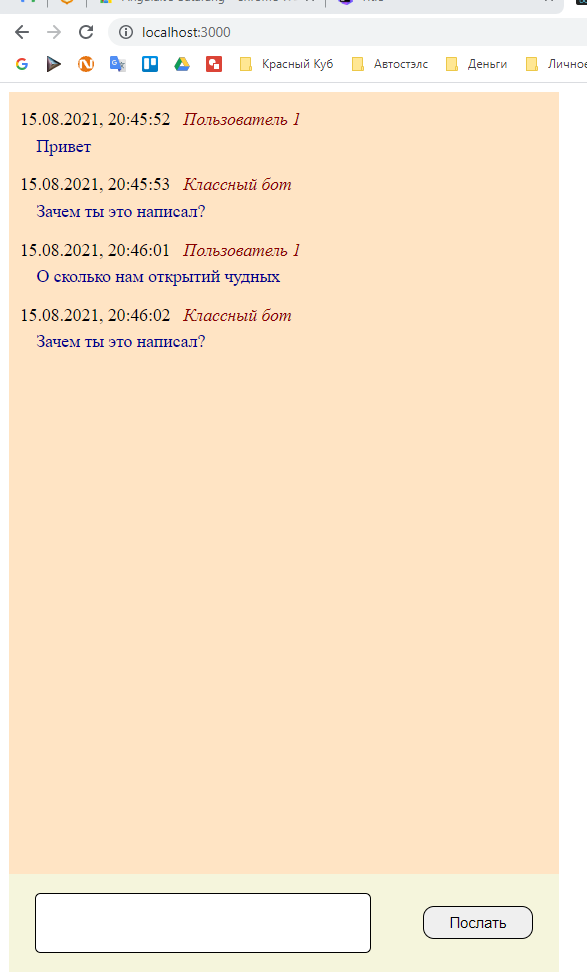 localhost:3000
Красный Куб Автостэлс Деньги Личное
15.08.2021, 20:45:52 Пользователь 1
Привет
15.08.2021, 20:45:53 Классный бот
Зачем ты это написал?
15.08.2021, 20:46:01 Пользователь 1
О сколько нам открытий чудных
15.08.2021, 20:46:02 Классный бот
Зачем ты это написал?
Послать